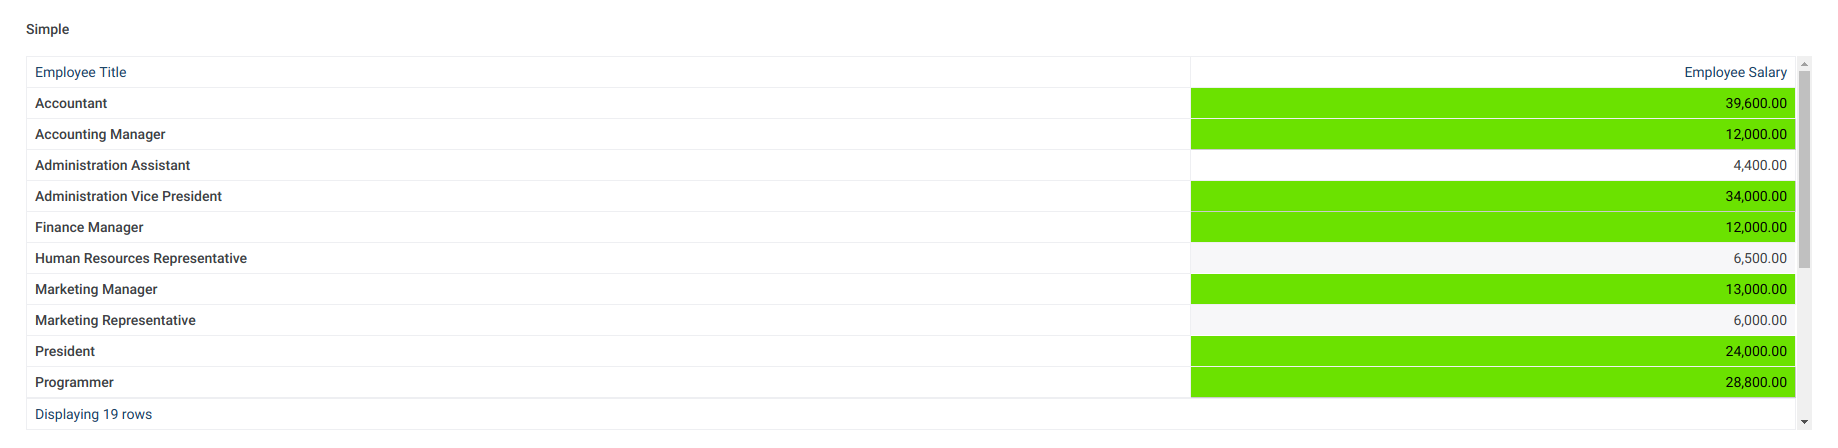 Simple
Employee Title Employee Salary
Accountant 39,600.00
Accounting Manager 12,000.00
Administration Assistant 4,400.00
Administration Vice President 34,000.00
Finance Manager 12,000.00
Human Resources Representative 6,500.00
Marketing Manager 13,000.00
Marketing Representative 6,000.00
President 24,000.00
Programmer 28,800.00
Displaying 19 rows